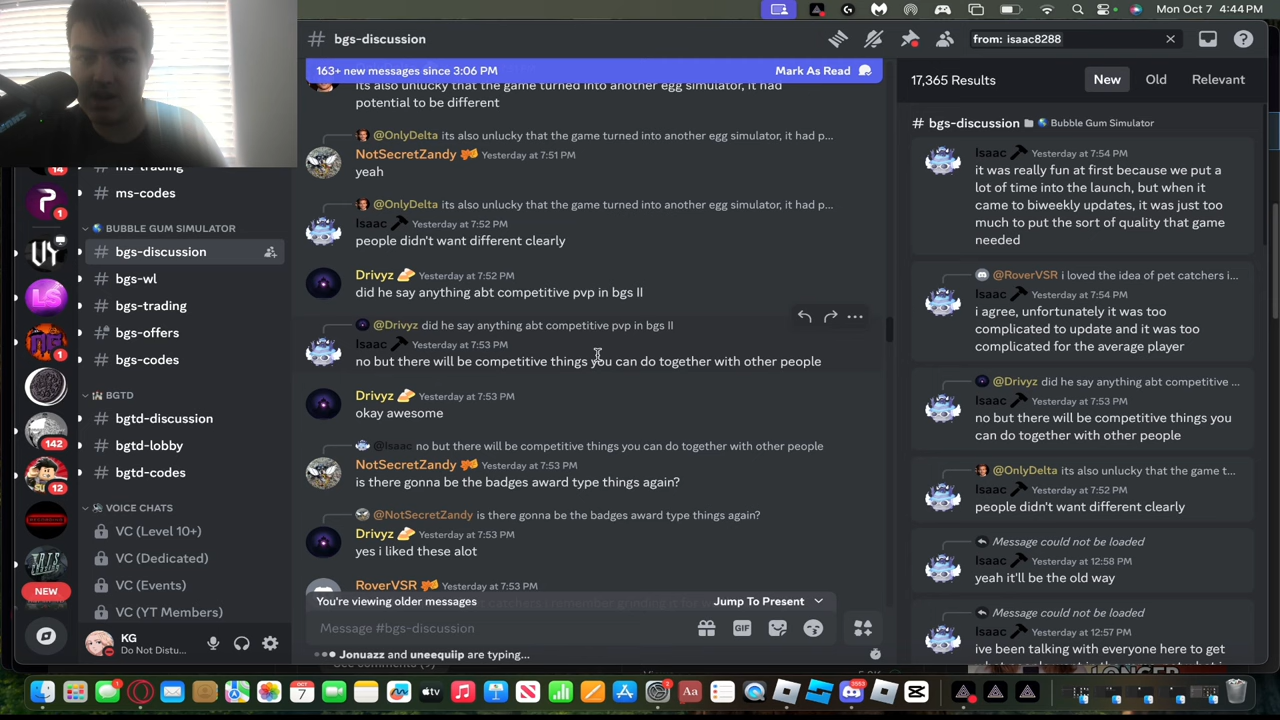 Mon Oct 7 4:44 PM
# bgs-discussion
from: isaac8288
163+ new messages since 3:06 PM
Mark As Read
ms-trading
14
ms-codes
1
BUBBLE GUM SIMULATOR
bgs-discussion
bgs-wl
bgs-trading
bgs-offers
bgs-codes
1
BGTD
bgtd-discussion
bgtd-lobby
bgtd-codes
142
12
VOICE CHATS
VC (Level 10+)
VC (Dedicated)
VC (Events)
VC (YT Members)
NEW
KG
Do Not Distu...
its also unlucky that the game turned into another egg simulator, it had
potential to be different
@OnlyDelta its also unlucky that the game turned into another egg simulator, it had p...
NotSecretZandy Yesterday at 7:51 PM
yeah
@OnlyDelta its also unlucky that the game turned into another egg simulator, it had p...
Isaac Yesterday at 7:52 PM
people didn't want different clearly
Drivyz Yesterday at 7:52 PM
did he say anything abt competitive pvp in bgs II
@Drivyz did he say anything abt competitive pvp in bgs II
Isaac Yesterday at 7:53 PM
no but there will be competitive things you can do together with other people
Drivyz Yesterday at 7:53 PM
okay awesome
@Isaac no but there will be competitive things you can do together with other people
NotSecretZandy Yesterday at 7:53 PM
is there gonna be the badges award type things again?
@NotSecretZandy is there gonna be the badges award type things again?
Drivyz Yesterday at 7:53 PM
yes i liked these alot
RoverVSR Yesterday at 7:53 PM
You're viewing older messages
Jump To Present
Message #bgs-discussion
GIF
Jonuazz and uneequiip are typing...
17,365 Results
New
Old
Relevant
# bgs-discussion Bubble Gum Simulator
Isaac Yesterday at 7:54 PM
it was really fun at first because we put a
lot of time into the launch, but when it
came to biweekly updates, it was just too
much to put the sort of quality that game
needed
@RoverVSR i loved the idea of pet catchers i...
Isaac Yesterday at 7:54 PM
i agree, unfortunately it was too
complicated to update and it was too
complicated for the average player
@Drivyz did he say anything abt competitive ...
Isaac Yesterday at 7:53 PM
no but there will be competitive things you
can do together with other people
@OnlyDelta its also unlucky that the game t...
Isaac Yesterday at 7:52 PM
people didn't want different clearly
Message could not be loaded
Isaac Yesterday at 12:58 PM
yeah it'll be the old way
Message could not be loaded
Isaac Yesterday at 12:57 PM
ive been talking with everyone here to get